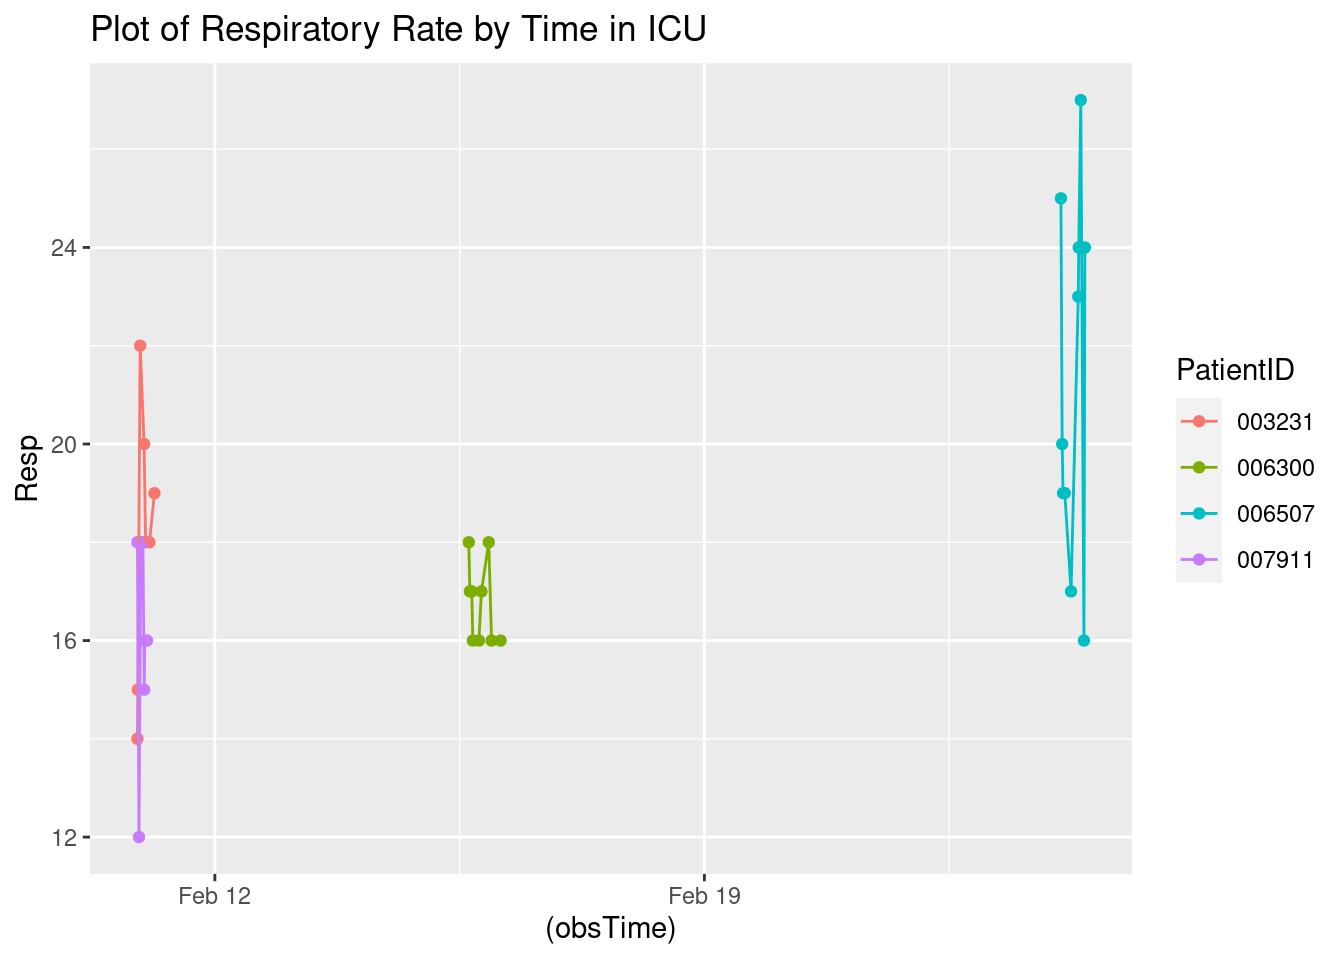 Plot of Respiratory Rate by Time in ICU
Resp
24
20
16
12
Feb 12
Feb 19
(obsTime)
PatientID
003231
006300
006507
007911